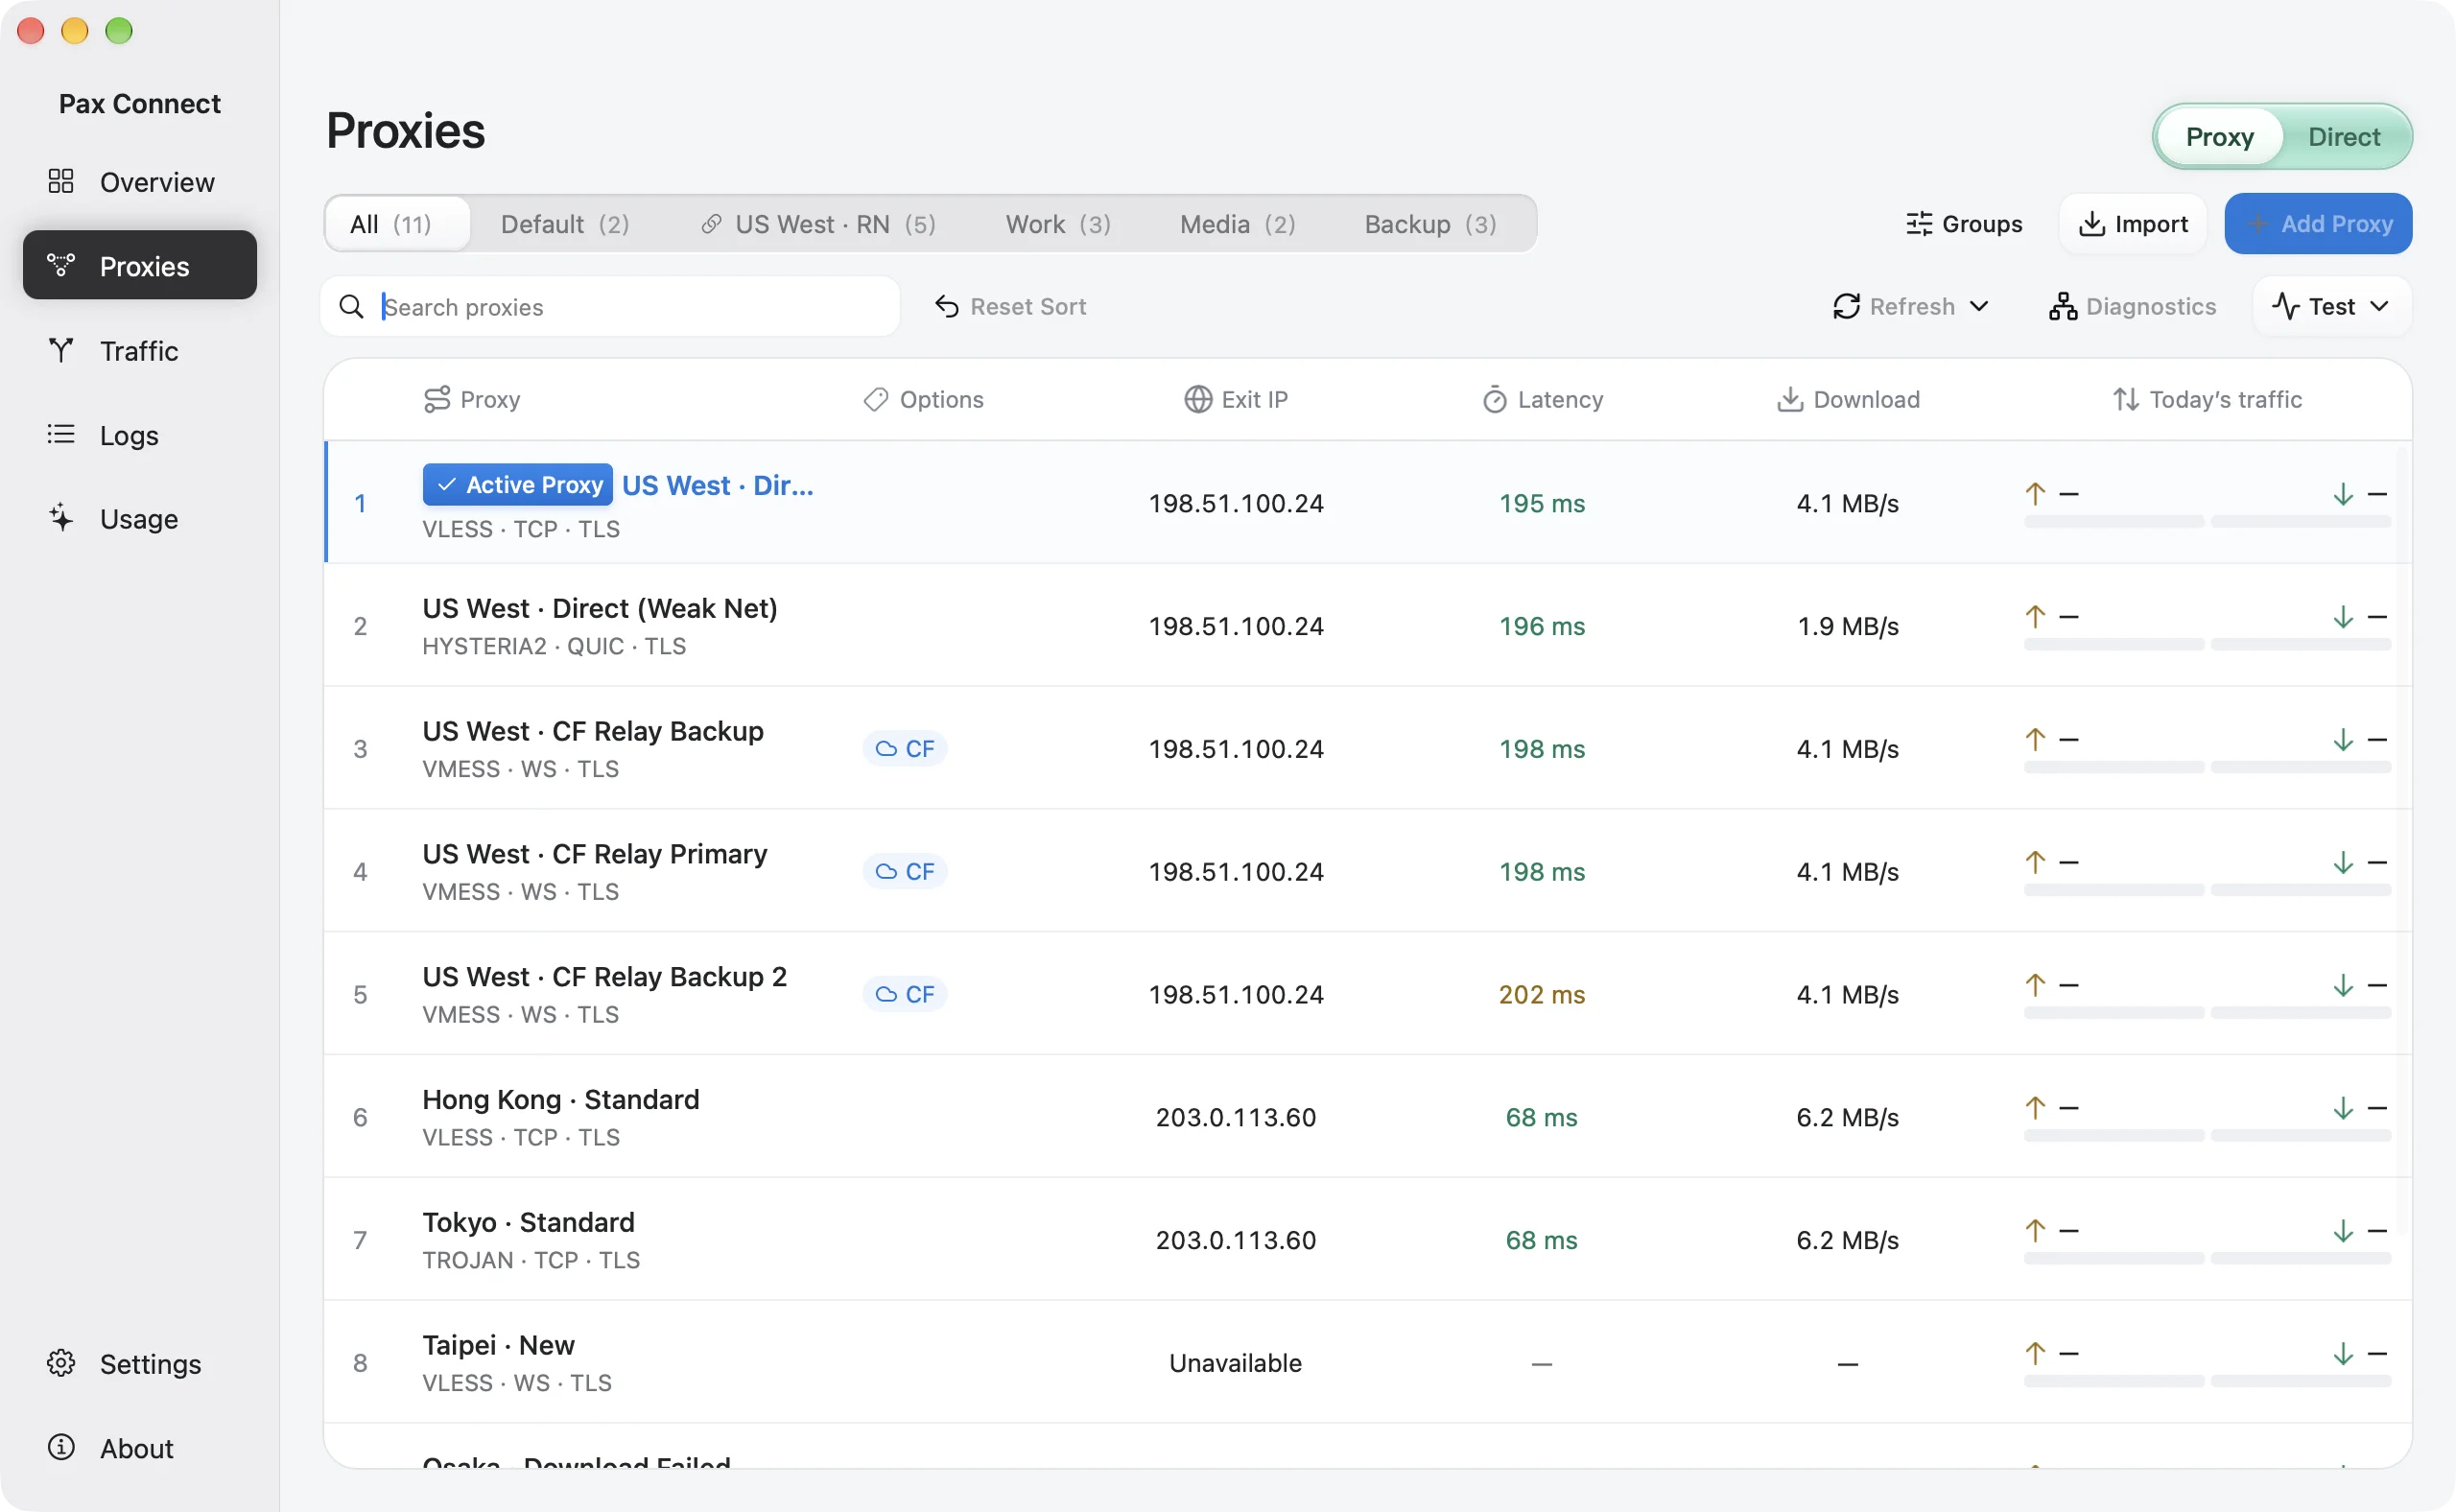 Pax Connect
Overview
Proxies
Traffic
Logs
Usage
Settings
About
Proxies
Proxy Direct
All (11) Default (2) US West · RN (5) Work (3) Media (2) Backup (3)
Groups Import Add Proxy
Search proxies Reset Sort Refresh Diagnostics Test
Proxy Options Exit IP Latency Download Today’s traffic
1 Active Proxy US West · Dir... 198.51.100.24 195 ms 4.1 MB/s — —
VLESS · TCP · TLS
2 US West · Direct (Weak Net) 198.51.100.24 196 ms 1.9 MB/s — —
HYSTERIA2 · QUIC · TLS
3 US West · CF Relay Backup CF 198.51.100.24 198 ms 4.1 MB/s — —
VMESS · WS · TLS
4 US West · CF Relay Primary CF 198.51.100.24 198 ms 4.1 MB/s — —
VMESS · WS · TLS
5 US West · CF Relay Backup 2 CF 198.51.100.24 202 ms 4.1 MB/s — —
VMESS · WS · TLS
6 Hong Kong · Standard 203.0.113.60 68 ms 6.2 MB/s — —
VLESS · TCP · TLS
7 Tokyo · Standard 203.0.113.60 68 ms 6.2 MB/s — —
TROJAN · TCP · TLS
8 Taipei · New Unavailable — — — —
VLESS · WS · TLS
Osaka · Download Failed